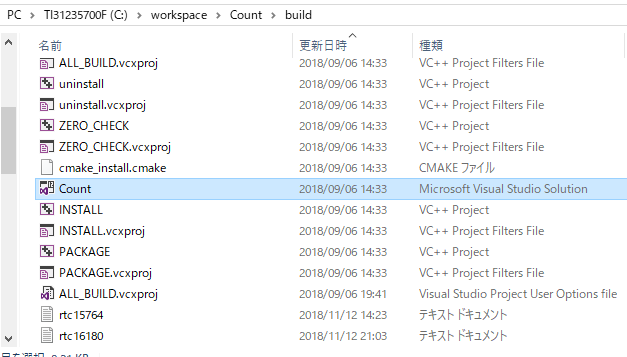 PC > TI31235700F (C:) > workspace > Count > build
名前 更新日時 種類
ALL_BUILD.vcxproj 2018/09/06 14:33 VC++ Project Filters File
uninstall 2018/09/06 14:33 VC++ Project
uninstall.vcxproj 2018/09/06 14:33 VC++ Project Filters File
ZERO_CHECK 2018/09/06 14:33 VC++ Project
ZERO_CHECK.vcxproj 2018/09/06 14:33 VC++ Project Filters File
cmake_install.cmake 2018/09/06 14:33 CMAKE ファイル
Count 2018/09/06 14:33 Microsoft Visual Studio Solution
INSTALL 2018/09/06 14:33 VC++ Project
INSTALL.vcxproj 2018/09/06 14:33 VC++ Project Filters File
PACKAGE 2018/09/06 14:33 VC++ Project
PACKAGE.vcxproj 2018/09/06 14:33 VC++ Project Filters File
ALL_BUILD.vcxproj 2018/09/06 19:41 Visual Studio Project User Options file
rtc15764 2018/11/12 14:23 テキスト ドキュメント
rtc16180 2018/11/12 21:03 テキスト ドキュメント